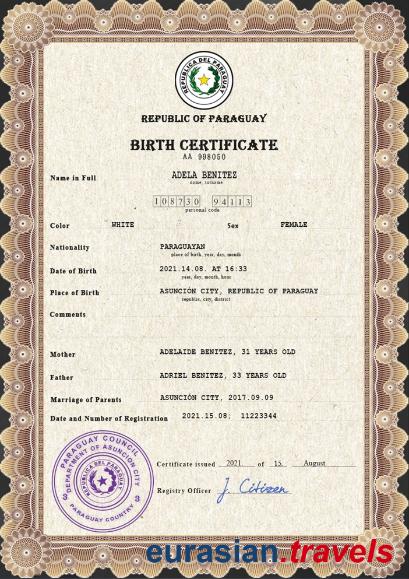 REPUBLICA DEL PARAGUAY
REPUBLIC OF PARAGUAY
BIRTH CERTIFICATE
AA 998050
Name in Full ADELA BENITEZ
name, surname
108730 94113
personal code
Color WHITE Sex FEMALE
Nationality PARAGUAYAN
place of birth, year, day, month
Date of Birth 2021.14.08. AT 16:33
year, day, month, hour
Place of Birth ASUNCIÓN CITY, REPUBLIC OF PARAGUAY
republic, city, district
Comments
Mother ADELAIDE BENITEZ, 31 YEARS OLD
Father ADRIEL BENITEZ, 33 YEARS OLD
Marriage of Parents ASUNCIÓN CITY, 2017.09.09
Date and Number of Registration 2021.15.08; 11223344
PARAGUAY COUNCIL
DEPARTMENT OF ASUNCION CITY
REPUBLICA DEL PARAGUAY
3 PARAGUAY COUNTRY 3
Certificate issued 2021 of 15 August
Registry Officer J. Citizen
eurasian.travels